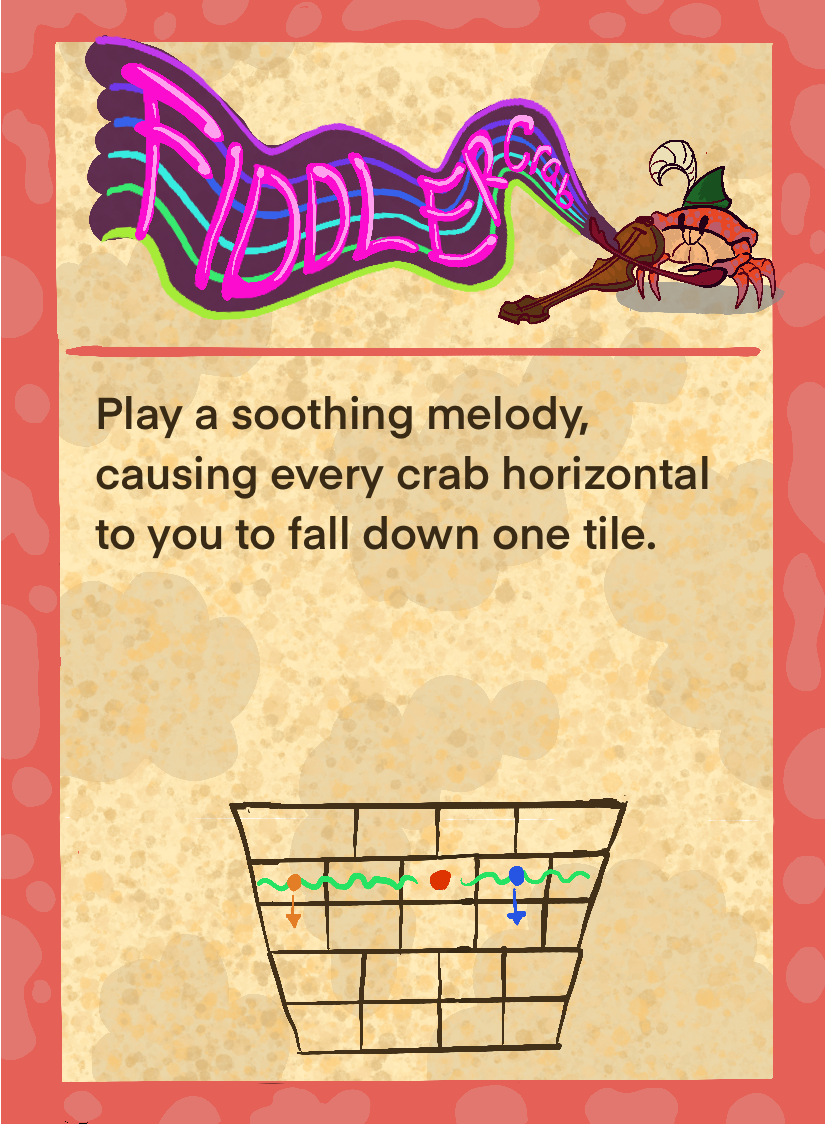 FIDDLER Crab
Play a soothing melody,
causing every crab horizontal
to you to fall down one tile.